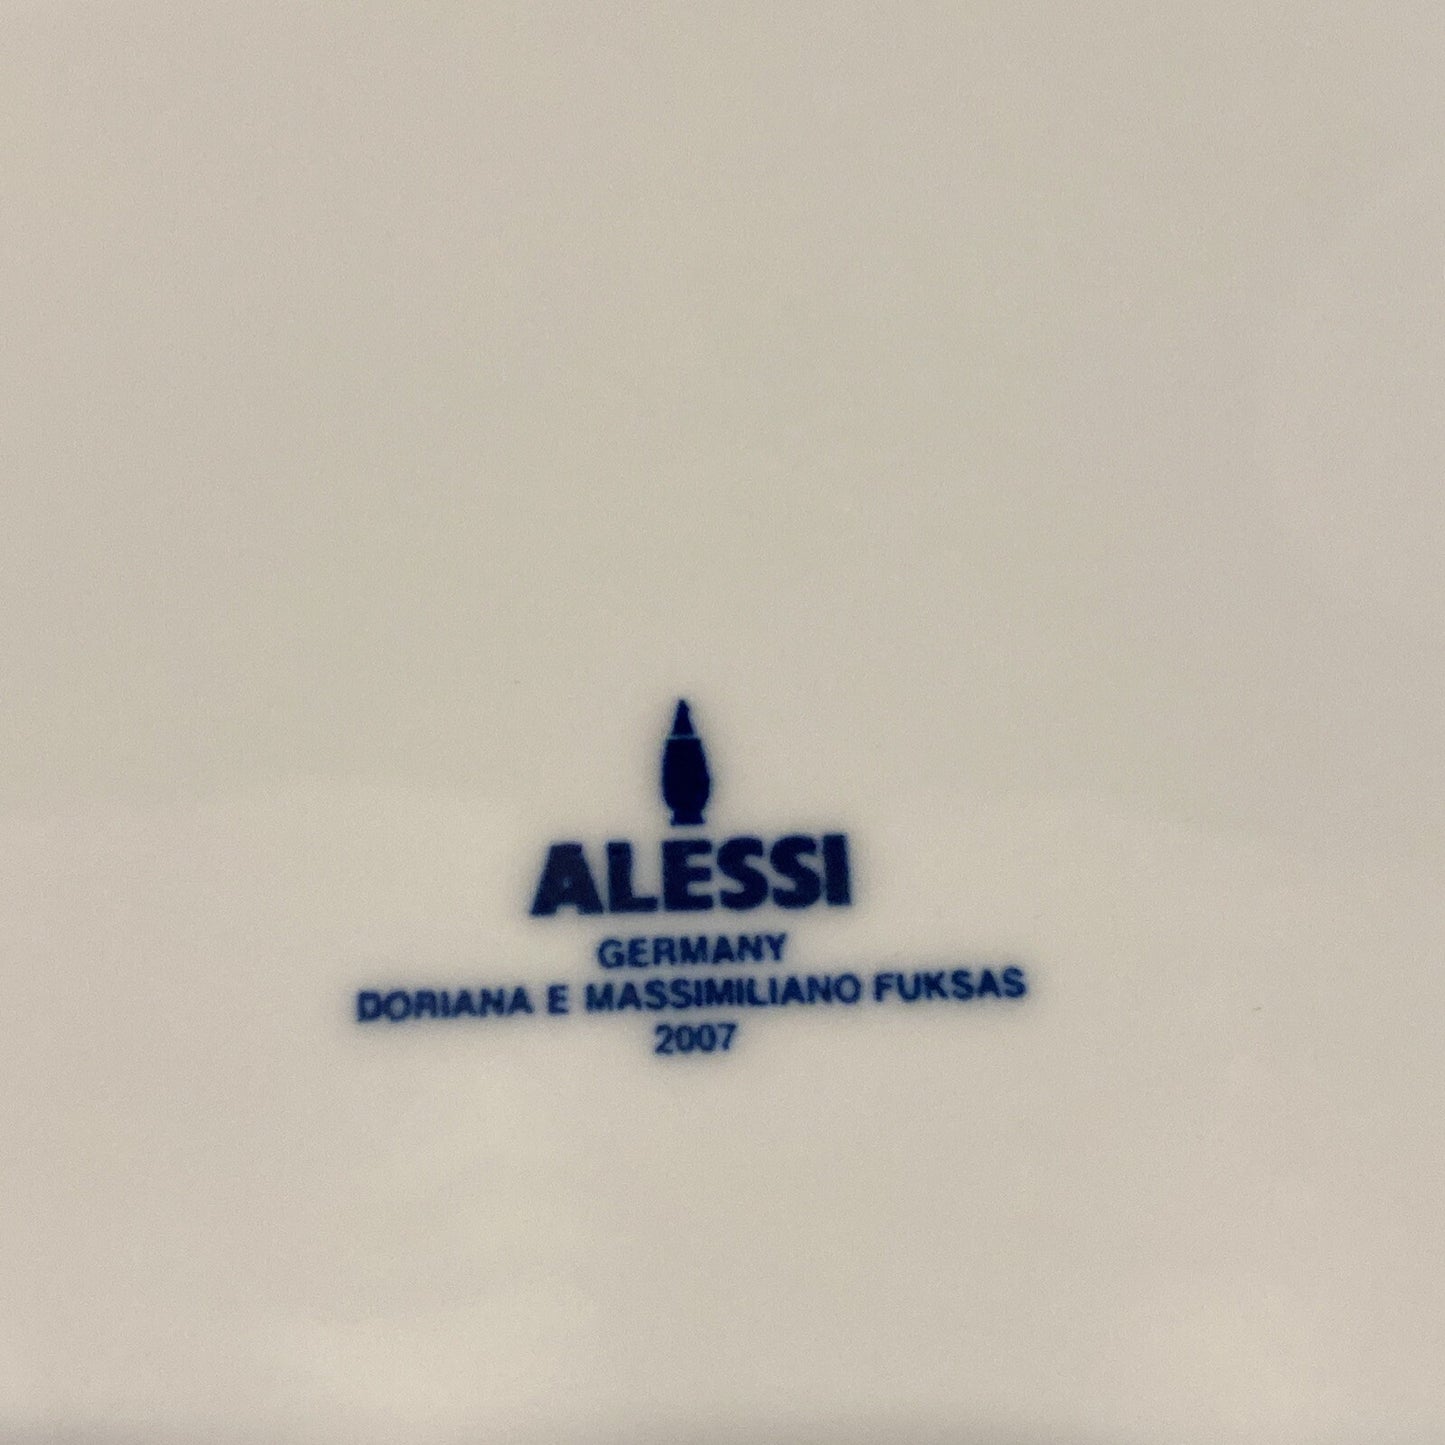 ALESSI
GERMANY
DORIANA E MASSIMILIANO FUKSAS
2007